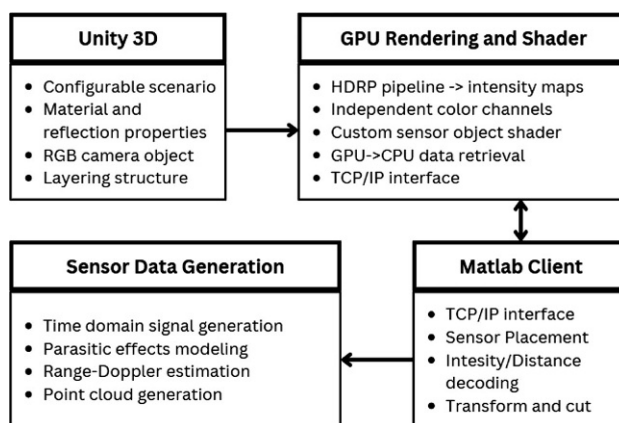 Unity 3D
Configurable scenario
Material and
reflection properties
RGB camera object
Layering structure
GPU Rendering and Shader
HDRP pipeline -> intensity maps
Independent color channels
Custom sensor object shader
GPU->CPU data retrieval
TCP/IP interface
Sensor Data Generation
Time domain signal generation
Parasitic effects modeling
Range-Doppler estimation
Point cloud generation
Matlab Client
TCP/IP interface
Sensor Placement
Intesity/Distance
decoding
Transform and cut